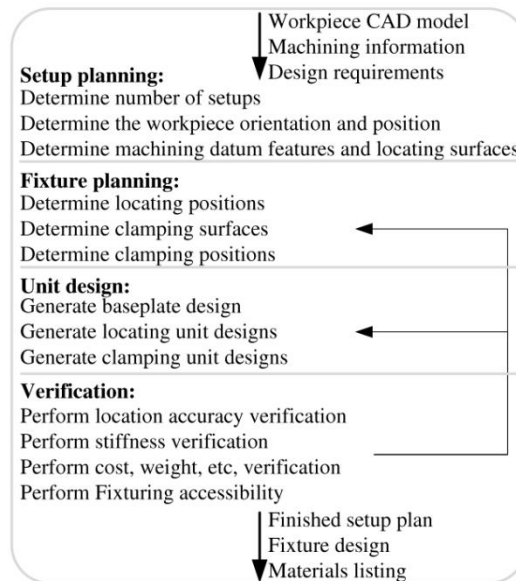 Workpiece CAD model
Machining information
Design requirements
Setup planning:
Determine number of setups
Determine the workpiece orientation and position
Determine machining datum features and locating surfaces
Fixture planning:
Determine locating positions
Determine clamping surfaces
Determine clamping positions
Unit design:
Generate baseplate design
Generate locating unit designs
Generate clamping unit designs
Verification:
Perform location accuracy verification
Perform stiffness verification
Perform cost, weight, etc, verification
Perform Fixturing accessibility
Finished setup plan
Fixture design
Materials listing